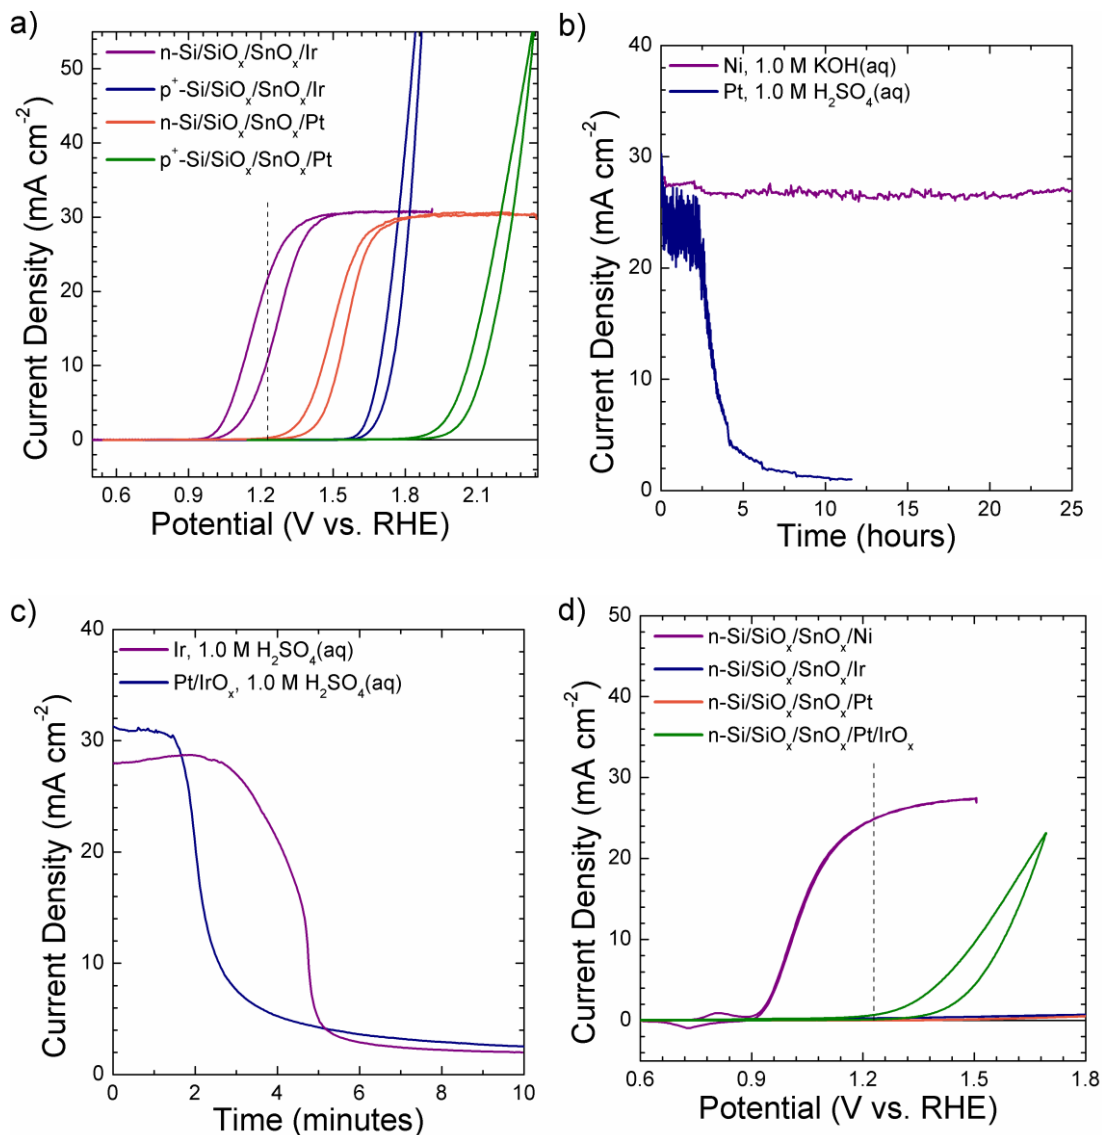 a)
n-Si/SiOₓ/SnOₓ/Ir
p⁺-Si/SiOₓ/SnOₓ/Ir
n-Si/SiOₓ/SnOₓ/Pt
p⁺-Si/SiOₓ/SnOₓ/Pt
50
40
30
20
10
0
0.6 0.9 1.2 1.5 1.8 2.1
Current Density (mA cm⁻²)
Potential (V vs. RHE)
b)
Ni, 1.0 M KOH(aq)
Pt, 1.0 M H₂SO₄(aq)
40
30
20
10
0
0 5 10 15 20 25
Current Density (mA cm⁻²)
Time (hours)
c)
Ir, 1.0 M H₂SO₄(aq)
Pt/IrOₓ, 1.0 M H₂SO₄(aq)
40
30
20
10
0
0 2 4 6 8 10
Current Density (mA cm⁻²)
Time (minutes)
d)
n-Si/SiOₓ/SnOₓ/Ni
n-Si/SiOₓ/SnOₓ/Ir
n-Si/SiOₓ/SnOₓ/Pt
n-Si/SiOₓ/SnOₓ/Pt/IrOₓ
50
40
30
20
10
0
0.6 0.9 1.2 1.5 1.8
Current Density (mA cm⁻²)
Potential (V vs. RHE)